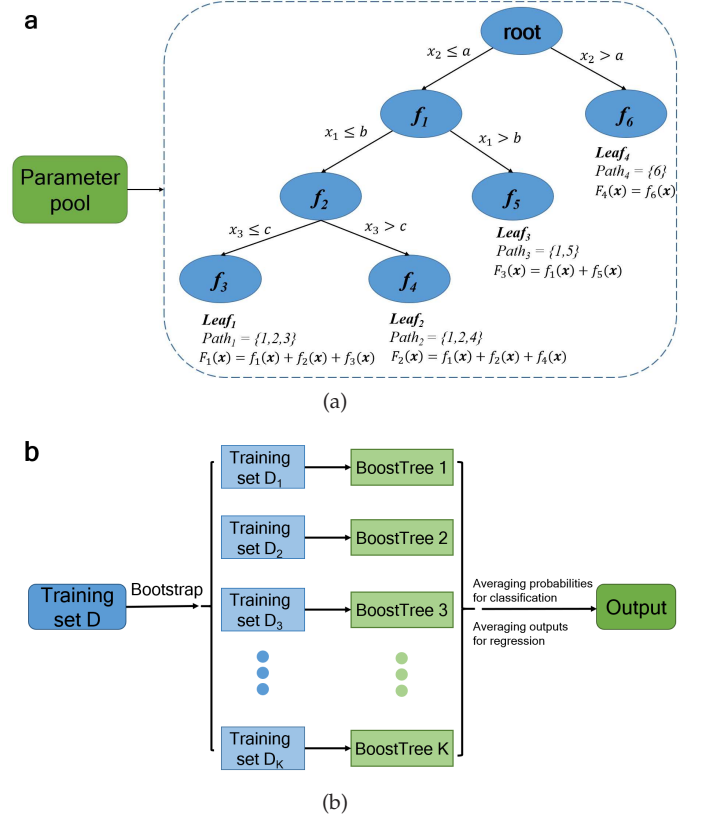 a
root
x₂ ≤ a
x₂ > a
f₁
f₆
x₁ ≤ b
x₁ > b
Leaf₄
Path₄ = {6}
F₄(x) = f₆(x)
Parameter
pool
f₂
f₅
x₃ ≤ c
x₃ > c
Leaf₃
Path₃ = {1,5}
F₃(x) = f₁(x) + f₅(x)
f₃
f₄
Leaf₁
Path₁ = {1,2,3}
F₁(x) = f₁(x) + f₂(x) + f₃(x)
Leaf₂
Path₂ = {1,2,4}
F₂(x) = f₁(x) + f₂(x) + f₄(x)
(a)
b
Training
set D₁
BoostTree 1
Training
set D₂
BoostTree 2
Training
set D
Bootstrap
Training
set D₃
BoostTree 3
Averaging probabilities
for classification
Averaging outputs
for regression
Output
Training
set D_K
BoostTree K
(b)